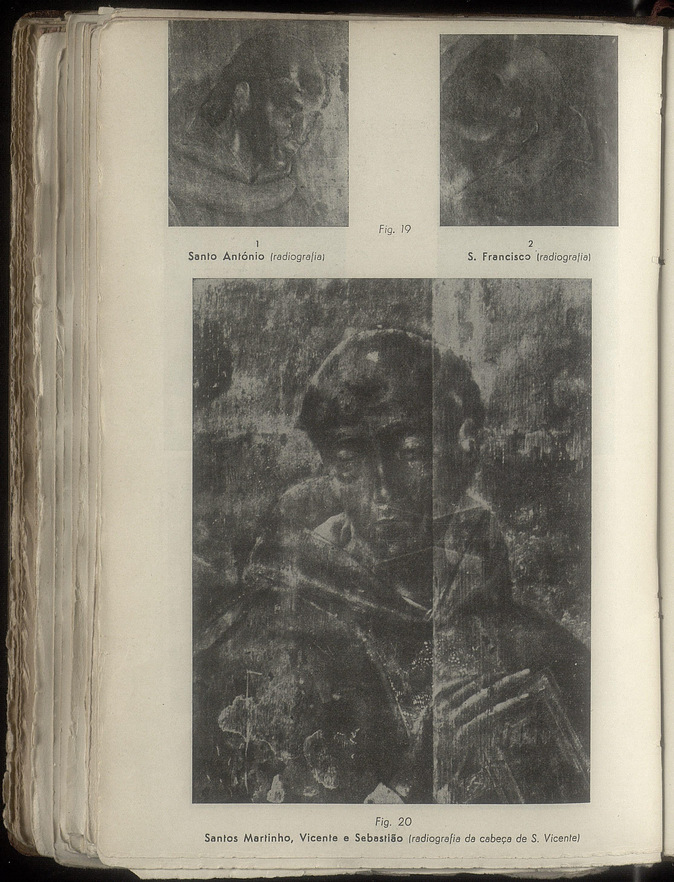 Fig. 19
1
Santo António (radiografia)
2
S. Francisco (radiografia)
Fig. 20
Santos Martinho, Vicente e Sebastião (radiografia da cabeça de S. Vicente)